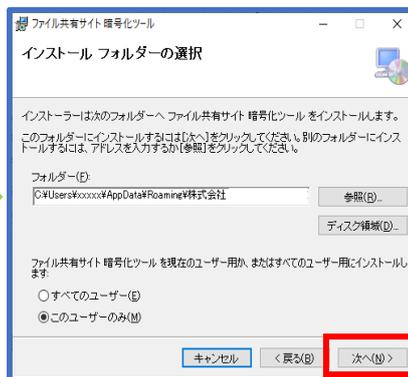 ファイル共有サイト 暗号化ツール
インストール フォルダーの選択
インストーラーは次のフォルダーへ ファイル共有サイト 暗号化ツール をインストールします。
このフォルダーにインストールするには[次へ]をクリックしてください。別のフォルダーにインス
トールするには、アドレスを入力するか[参照]をクリックしてください。
フォルダー(F):
C:¥Users¥xxxxx¥AppData¥Roaming¥株式会社
参照(R)...
ディスク領域(D)...
ファイル共有サイト 暗号化ツール を現在のユーザー用か、またはすべてのユーザー用にインストールし
ます:
すべてのユーザー(E)
このユーザーのみ(M)
キャンセル
< 戻る(B)
次へ(N) >